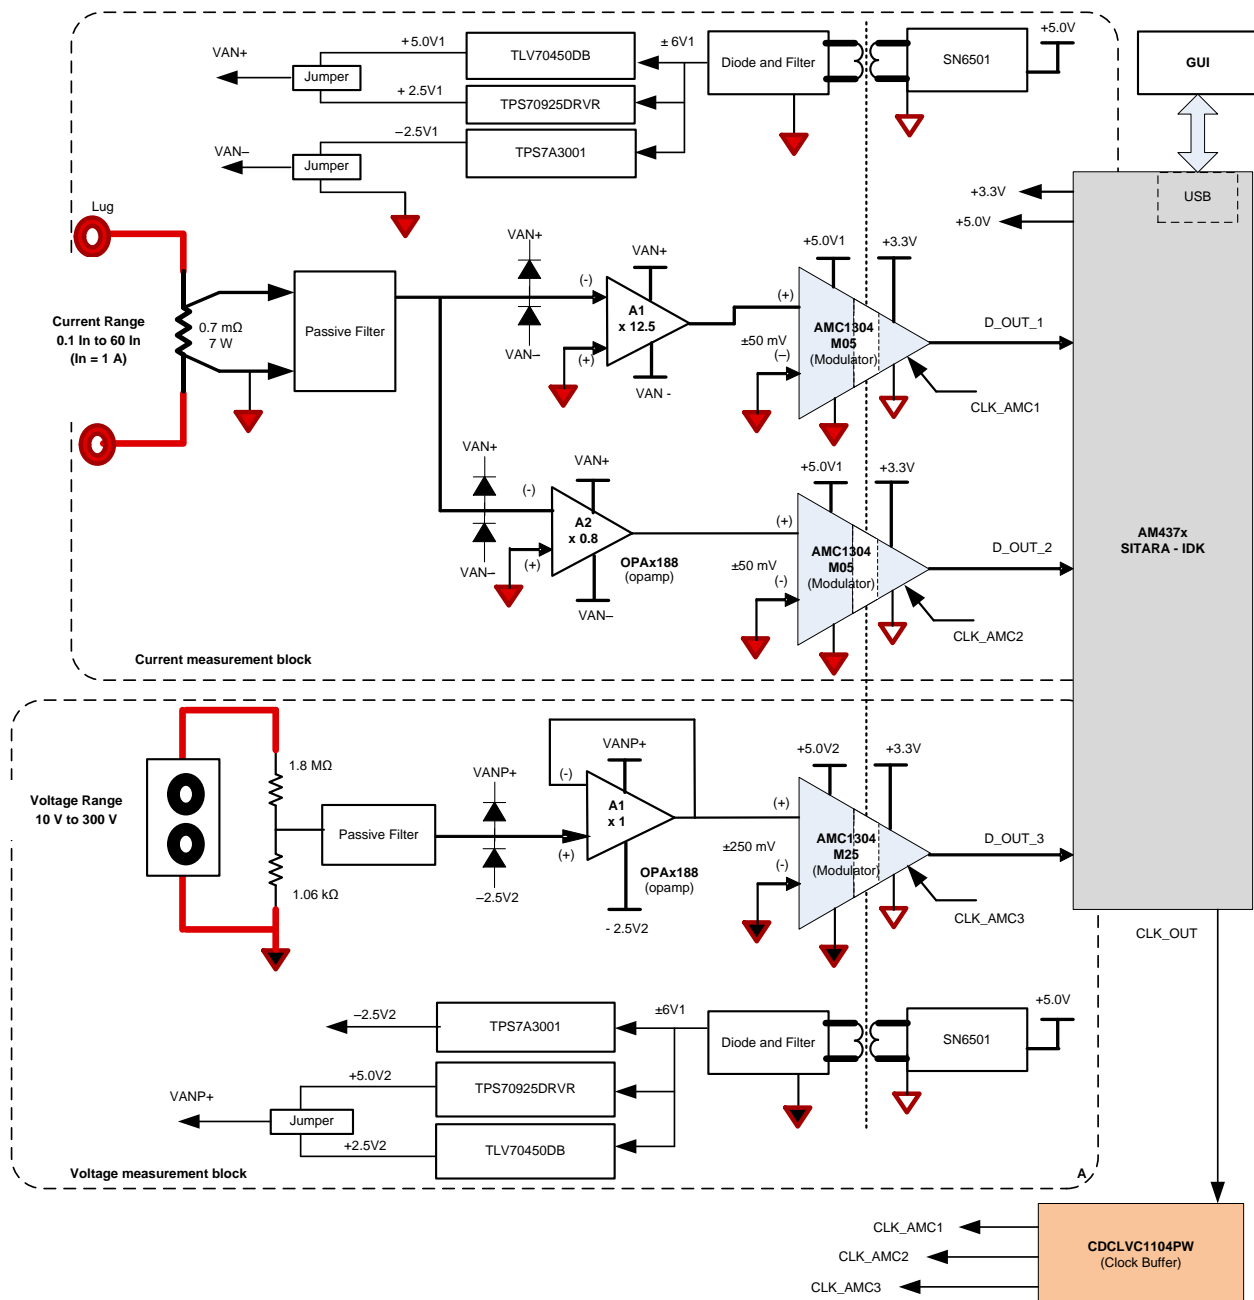 VAN+
Jumper
+5.0V1
+ 2.5V1
TLV70450DB
TPS70925DRVR
± 6V1
Diode and Filter
SN6501
+5.0V
GUI
VAN–
Jumper
–2.5V1
TPS7A3001
USB
+3.3V
+5.0V
Lug
Current Range
0.1 In to 60 In
(In = 1 A)
0.7 mΩ
7 W
Passive Filter
VAN+
VAN–
(-)
(+)
VAN+
A1
x 12.5
VAN -
+5.0V1
+3.3V
(+)
±50 mV
(–)
AMC1304
M05
(Modulator)
D_OUT_1
CLK_AMC1
VAN+
VAN–
(-)
(+)
VAN+
A2
x 0.8
OPAx188
(opamp)
VAN–
+5.0V1
+3.3V
(+)
±50 mV
(-)
AMC1304
M05
(Modulator)
D_OUT_2
CLK_AMC2
AM437x
SITARA - IDK
Current measurement block
Voltage Range
10 V to 300 V
1.8 MΩ
1.06 kΩ
Passive Filter
VANP+
–2.5V2
(-)
(+)
VANP+
A1
x 1
OPAx188
(opamp)
- 2.5V2
+5.0V2
+3.3V
(+)
±250 mV
(-)
AMC1304
M25
(Modulator)
D_OUT_3
CLK_AMC3
CLK_OUT
–2.5V2
TPS7A3001
±6V1
Diode and Filter
SN6501
+5.0V
VANP+
Jumper
+5.0V2
+2.5V2
TPS70925DRVR
TLV70450DB
Voltage measurement block
A
CLK_AMC1
CLK_AMC2
CLK_AMC3
CDCLVC1104PW
(Clock Buffer)